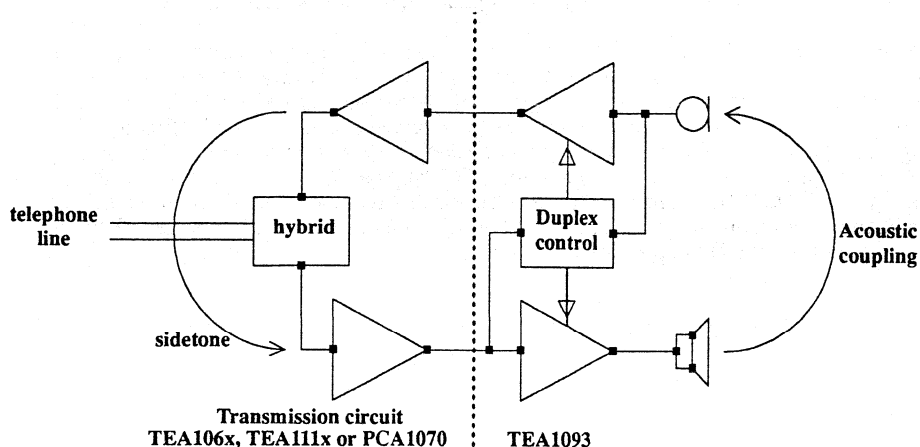 telephone
line
hybrid
Duplex
control
Acoustic
coupling
sidetone
Transmission circuit
TEA106x, TEA111x or PCA1070
TEA1093